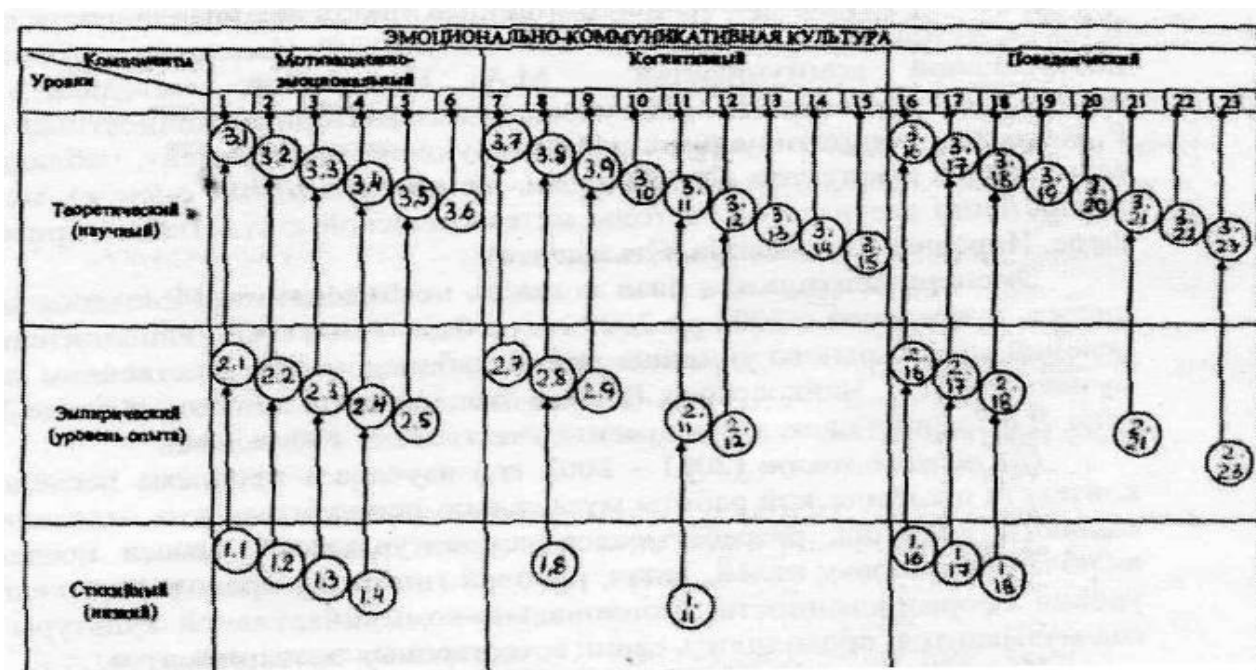 ЭМОЦИОНАЛЬНО-КОММУНИКАТИВНАЯ КУЛЬТУРА
Компоненты
Уровни
Мотивационно-
эмоциональный
Когнитивный
Поведенческий
1 2 3 4 5 6 7 8 9 10 11 12 13 14 15 16 17 18 19 20 21 22 23
Теоретический
(научный)
3.1 3.2 3.3 3.4 3.5 3.6 3.7 3.8 3.9 3.10 3.11 3.12 3.13 3.14 3.15 3.16 3.17 3.18 3.19 3.20 3.21 3.22 3.23
Эмпирический
(уровень опыта)
2.1 2.2 2.3 2.4 2.5 2.7 2.8 2.9 2.11 2.12 2.16 2.17 2.18 2.21 2.23
Стихийный
(низкий)
1.1 1.2 1.3 1.4 1.8 1.11 1.16 1.17 1.18